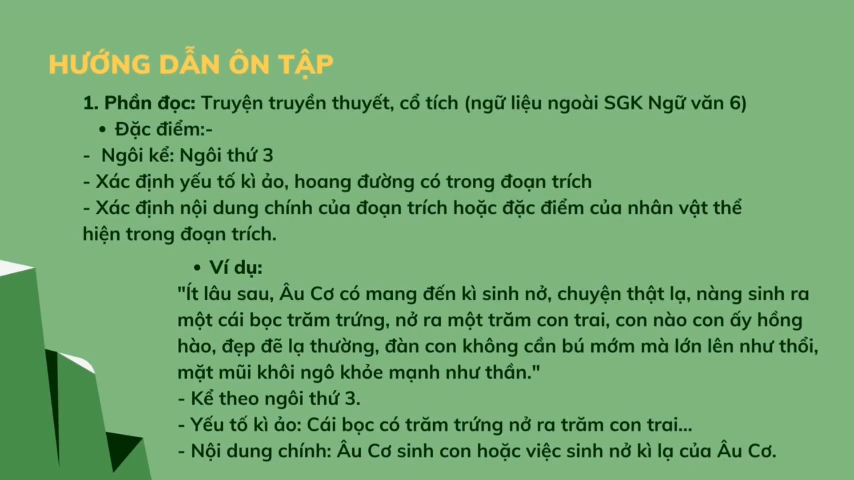 HƯỚNG DẪN ÔN TẬP
1. Phần đọc: Truyện truyền thuyết, cổ tích (ngữ liệu ngoài SGK Ngữ văn 6)
• Đặc điểm:-
- Ngôi kể: Ngôi thứ 3
- Xác định yếu tố kì ảo, hoang đường có trong đoạn trích
- Xác định nội dung chính của đoạn trích hoặc đặc điểm của nhân vật thể
hiện trong đoạn trích.
• Ví dụ:
"Ít lâu sau, Âu Cơ có mang đến kì sinh nở, chuyện thật lạ, nàng sinh ra
một cái bọc trăm trứng, nở ra một trăm con trai, con nào con ấy hồng
hào, đẹp đẽ lạ thường, đàn con không cần bú mớm mà lớn lên như thổi,
mặt mũi khôi ngô khỏe mạnh như thần."
- Kể theo ngôi thứ 3.
- Yếu tố kì ảo: Cái bọc có trăm trứng nở ra trăm con trai...
- Nội dung chính: Âu Cơ sinh con hoặc việc sinh nở kì lạ của Âu Cơ.